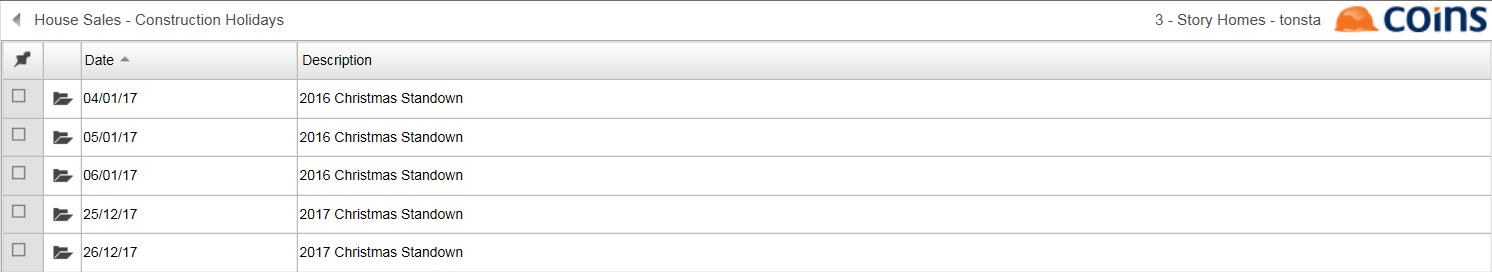 House Sales - Construction Holidays 3 - Story Homes - tonsta coins
Date Description
04/01/17 2016 Christmas Standown
05/01/17 2016 Christmas Standown
06/01/17 2016 Christmas Standown
25/12/17 2017 Christmas Standown
26/12/17 2017 Christmas Standown